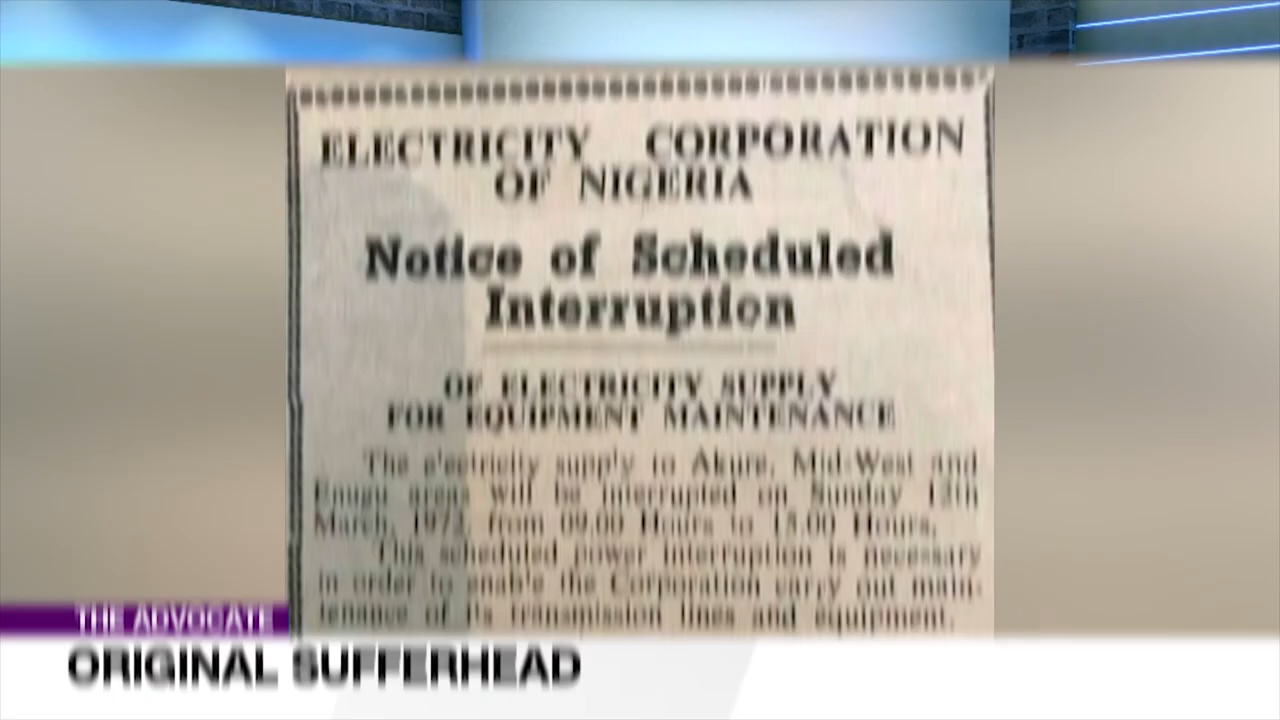 ELECTRICITY CORPORATION
OF NIGERIA
Notice of Scheduled
Interruption
OF ELECTRICITY SUPPLY
FOR EQUIPMENT MAINTENANCE
The electricity supply to Akure, Mid-West and
Enugu areas will be interrupted on Sunday 12th
March, 1972 from 09.00 Hours to 15.00 Hours.
This scheduled power interruption is necessary
in order to enable the Corporation carry out main-
tenance of its transmission lines and equipment.
THE ADVOCATE
ORIGINAL SUFFERHEAD